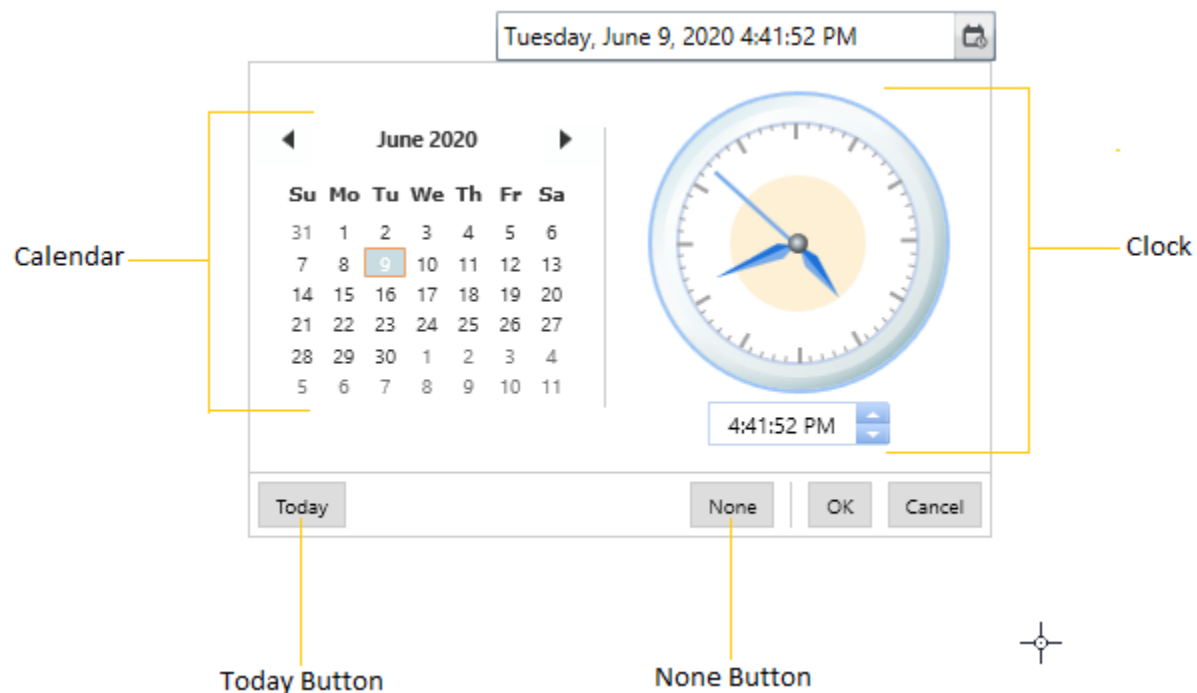 Tuesday, June 9, 2020 4:41:52 PM
June 2020
Su Mo Tu We Th Fr Sa
31 1 2 3 4 5 6
7 8 9 10 11 12 13
14 15 16 17 18 19 20
21 22 23 24 25 26 27
28 29 30 1 2 3 4
5 6 7 8 9 10 11
Calendar
Clock
4:41:52 PM
Today None OK Cancel
Today Button
None Button